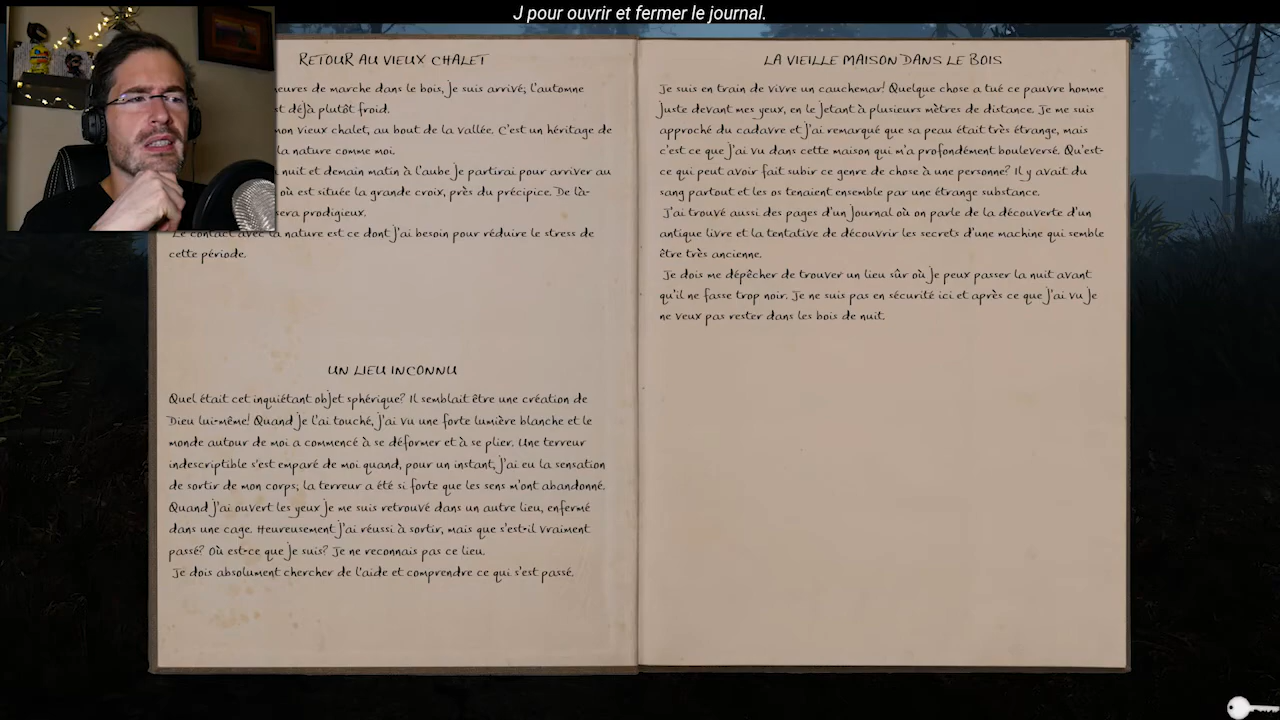 J pour ouvrir et fermer le journal.
RETOUR AU VIEUX CHALET
heures de marche dans le bois, je suis arrivé; l'automne
st déjà plutôt froid.
mon vieux chalet, au bout de la vallée. C'est un héritage de
la nature comme moi.
nuit et demain matin à l'aube je partirai pour arriver au
où est située la grande croix, près du précipice. De là-
sera prodigieux.
Le contact avec la nature est ce dont j'ai besoin pour réduire le stress de
cette période.
UN LIEU INCONNU
Quel était cet inquiétant objet sphérique? Il semblait être une création de
Dieu lui-même! Quand je l'ai touché, j'ai vu une forte lumière blanche et le
monde autour de moi a commencé à se déformer et à se plier. Une terreur
indescriptible s'est emparé de moi quand, pour un instant, j'ai eu la sensation
de sortir de mon corps; la terreur a été si forte que les sens m'ont abandonné.
Quand j'ai ouvert les yeux je me suis retrouvé dans un autre lieu, enfermé
dans une cage. Heureusement j'ai réussi à sortir, mais que s'est-il vraiment
passé? Où est-ce que je suis? Je ne reconnais pas ce lieu.
Je dois absolument chercher de l'aide et comprendre ce qui s'est passé.
LA VIEILLE MAISON DANS LE BOIS
Je suis en train de vivre un cauchemar! Quelque chose a tué ce pauvre homme
juste devant mes yeux, en le jetant à plusieurs mètres de distance. Je me suis
approché du cadavre et j'ai remarqué que sa peau était très étrange, mais
c'est ce que j'ai vu dans cette maison qui m'a profondément bouleversé. Qu'est-
ce qui peut avoir fait subir ce genre de chose à une personne? Il y avait du
sang partout et les os tenaient ensemble par une étrange substance.
J'ai trouvé aussi des pages d'un journal où on parle de la découverte d'un
antique livre et la tentative de découvrir les secrets d'une machine qui semble
être très ancienne.
Je dois me dépêcher de trouver un lieu sûr où je peux passer la nuit avant
qu'il ne fasse trop noir. Je ne suis pas en sécurité ici et après ce que j'ai vu je
ne veux pas rester dans les bois de nuit.